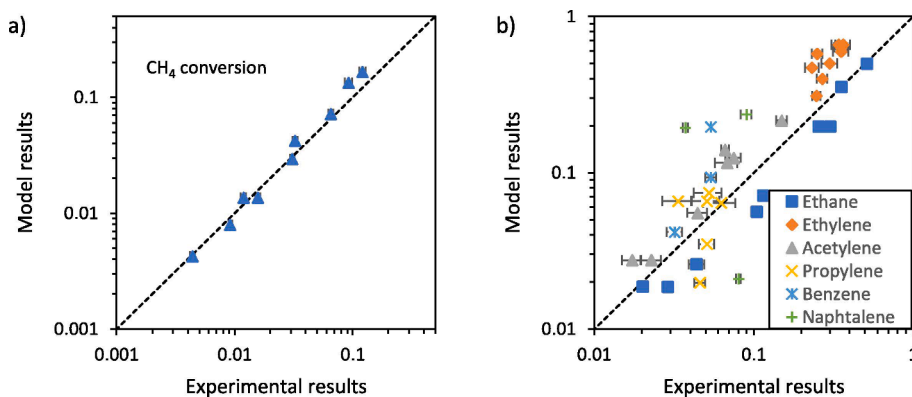 a)
CH₄ conversion
Model results
0.1
0.01
0.001
0.001 0.01 0.1
Experimental results
b)
Model results
1
0.1
0.01
0.01 0.1 1
Experimental results
Ethane
Ethylene
Acetylene
Propylene
Benzene
Naphtalene